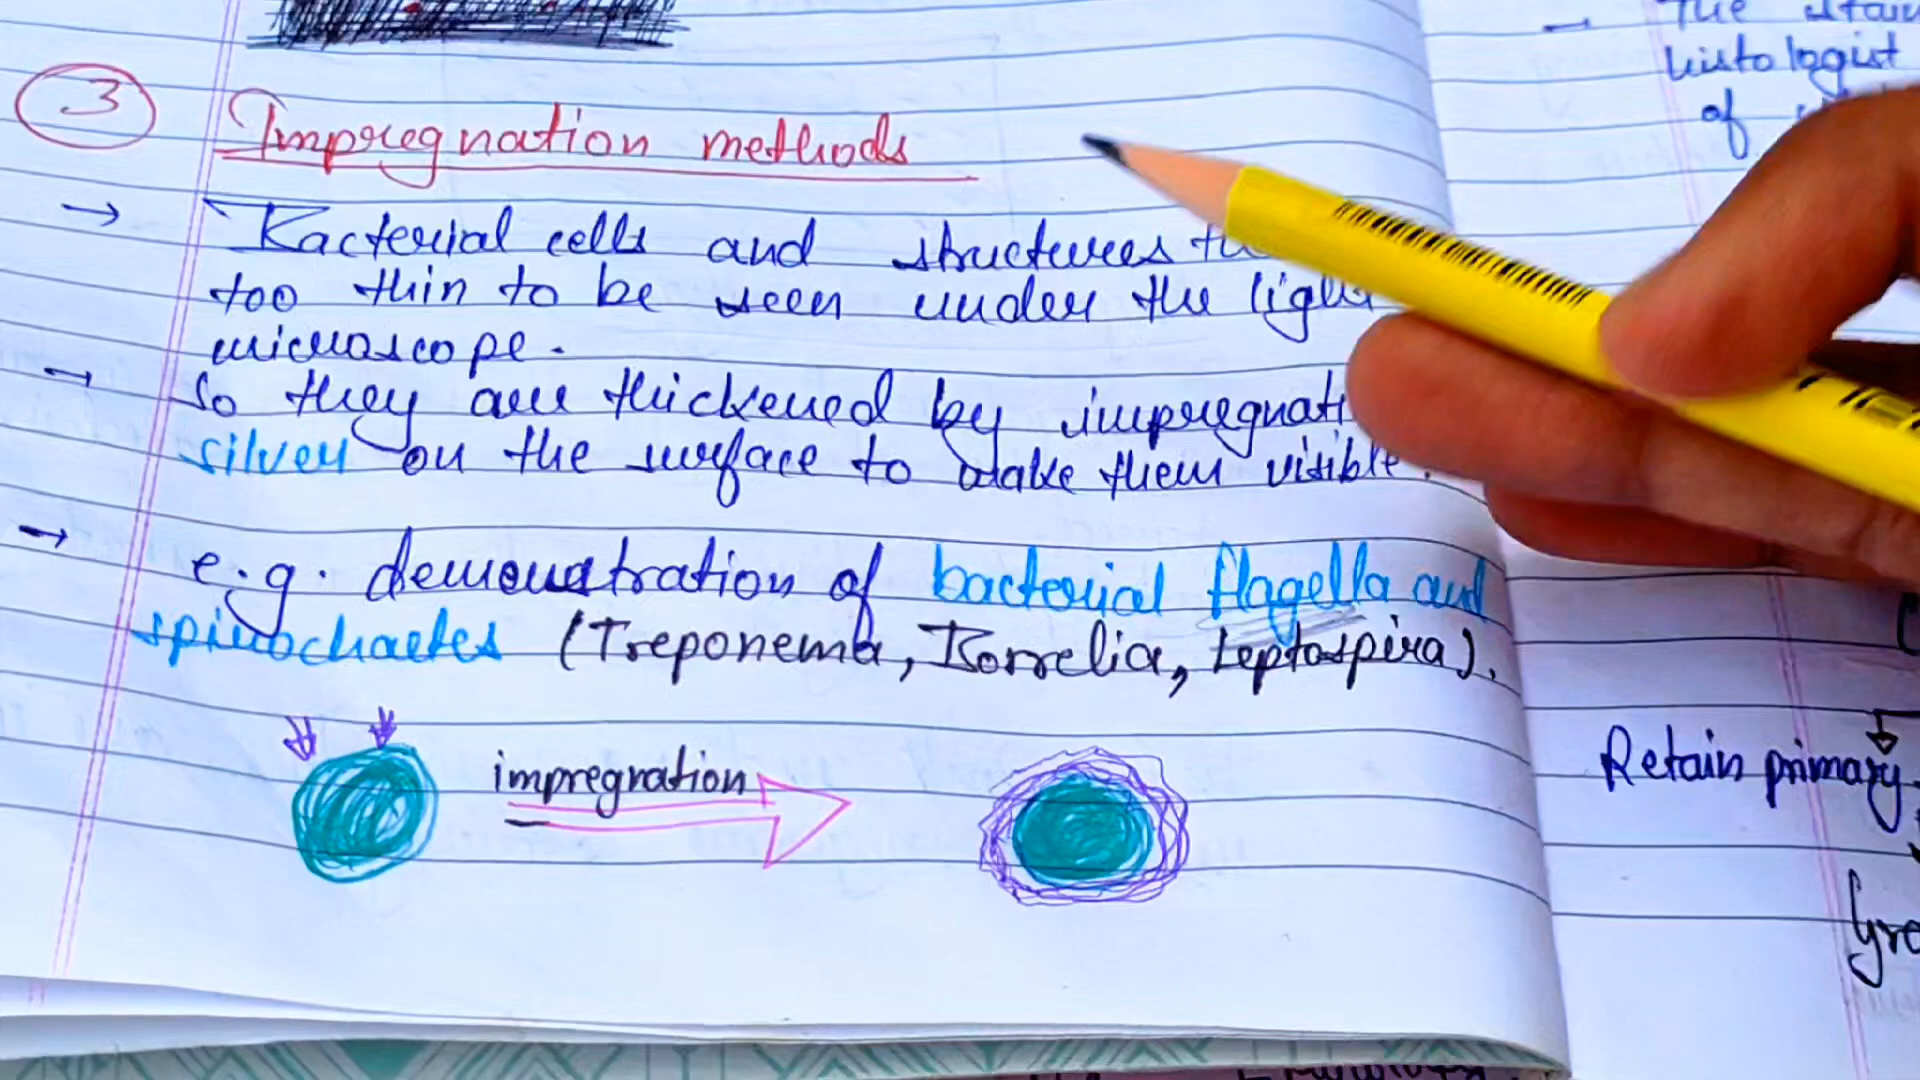 3 Impregnation methods
→ Bacterial cells and structures
too thin to be seen under the light
microscope.
→ so they are thickened by impregnati
silver on the surface to make them visible.
→ e.g. demonstration of bacterial flagella and
spirochaetes (Treponema, Borrelia, Leptospira).
impregnation
histologist
of
Retain primary